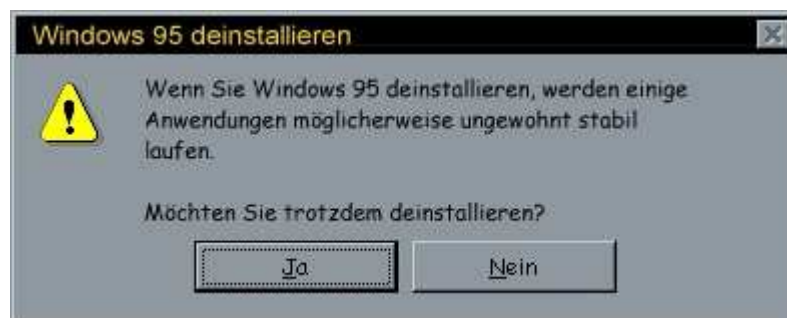 Windows 95 deinstallieren
Wenn Sie Windows 95 deinstallieren, werden einige
Anwendungen möglicherweise ungewohnt stabil
laufen.
Möchten Sie trotzdem deinstallieren?
Ja
Nein